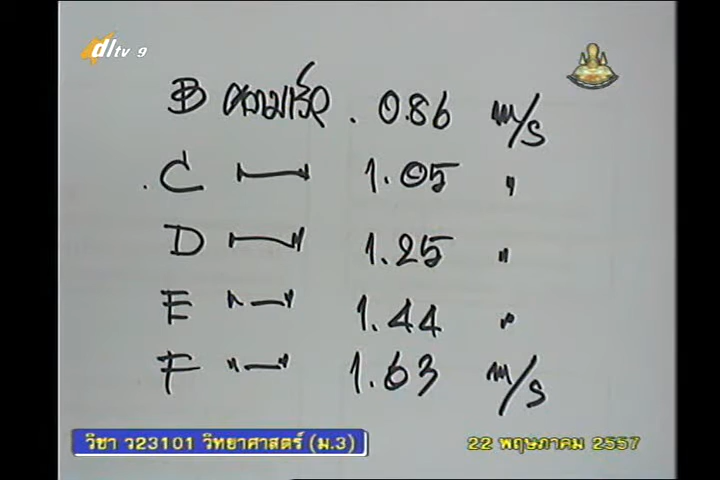 dltv 9
B ความเร็ว . 0.86 m/s
. C |—| 1.05 "
D |—| 1.25 "
E " — " 1.44 "
F " — " 1.63 m/s
วิชา ว23101 วิทยาศาสตร์ (ม.3) 22 พฤษภาคม 2557